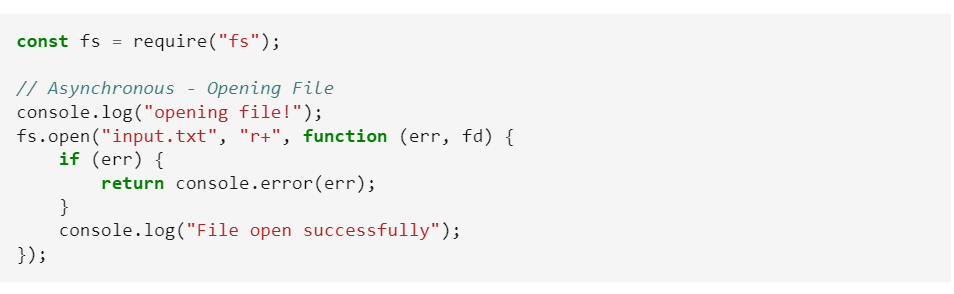 const fs = require("fs");
// Asynchronous - Opening File
console.log("opening file!");
fs.open("input.txt", "r+", function (err, fd) {
    if (err) {
        return console.error(err);
    }
    console.log("File open successfully");
});